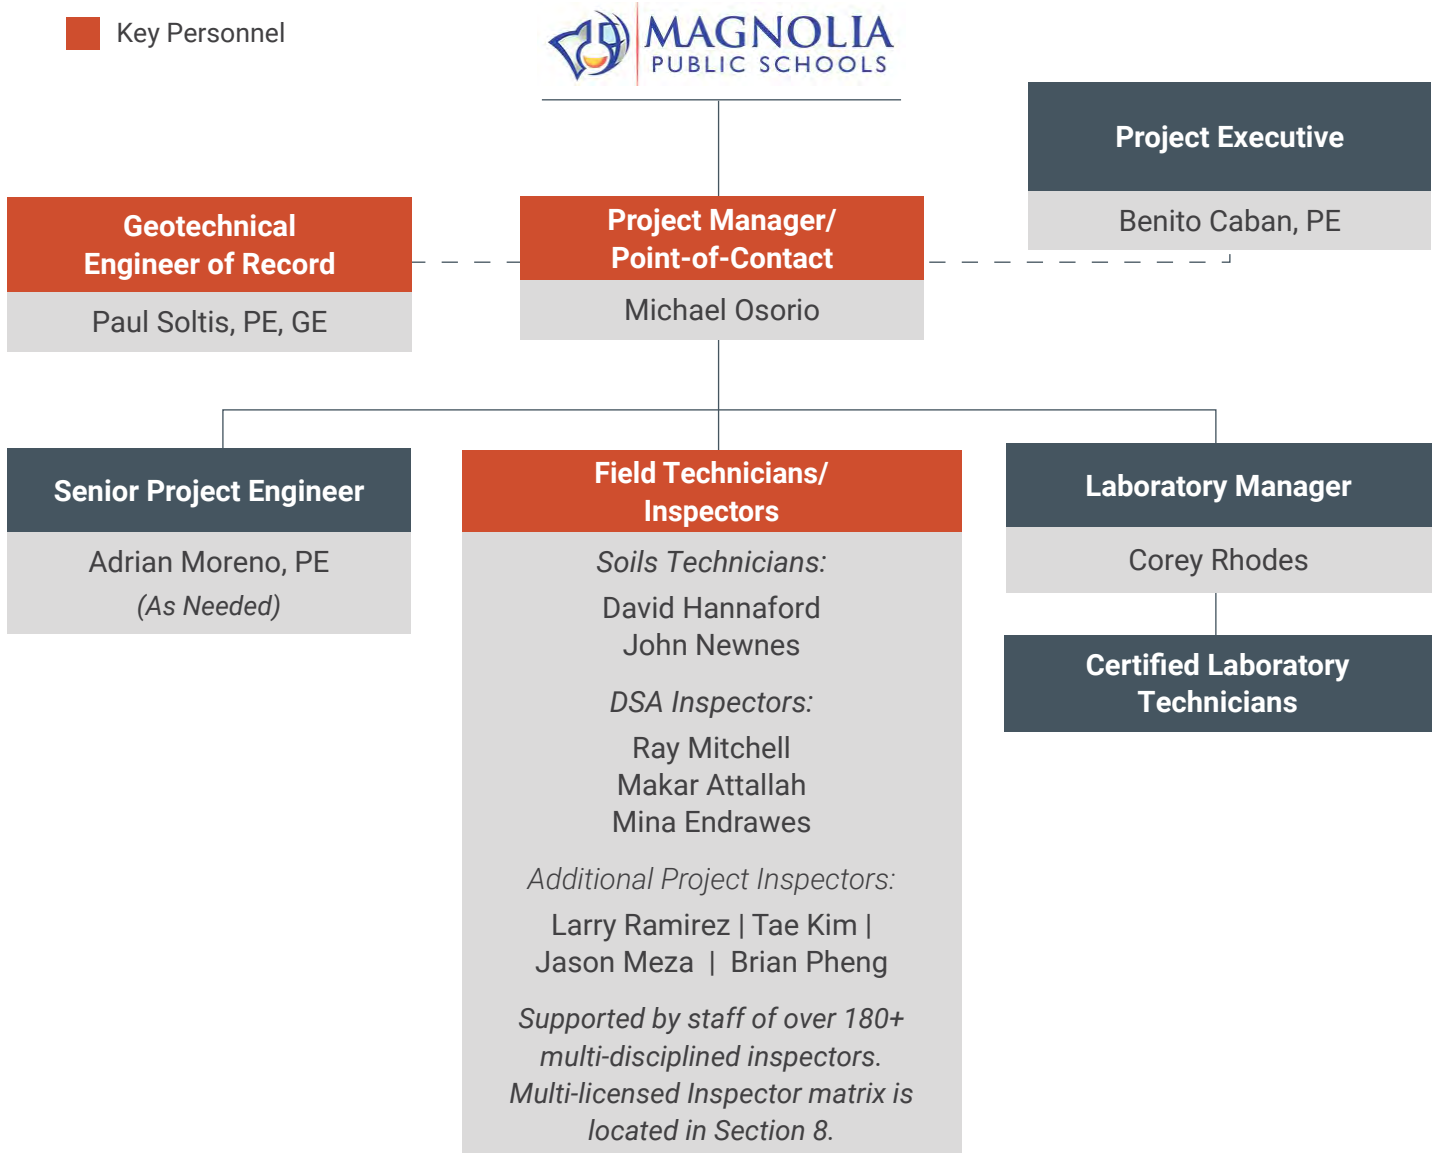 Key Personnel
MAGNOLIA
PUBLIC SCHOOLS
Project Executive
Benito Caban, PE
Geotechnical
Engineer of Record
Paul Soltis, PE, GE
Project Manager/
Point-of-Contact
Michael Osorio
Senior Project Engineer
Adrian Moreno, PE
(As Needed)
Field Technicians/
Inspectors
Soils Technicians:
David Hannaford
John Newnes
DSA Inspectors:
Ray Mitchell
Makar Attallah
Mina Endrawes
Additional Project Inspectors:
Larry Ramirez | Tae Kim |
Jason Meza | Brian Pheng
Supported by staff of over 180+
multi-disciplined inspectors.
Multi-licensed Inspector matrix is
located in Section 8.
Laboratory Manager
Corey Rhodes
Certified Laboratory
Technicians